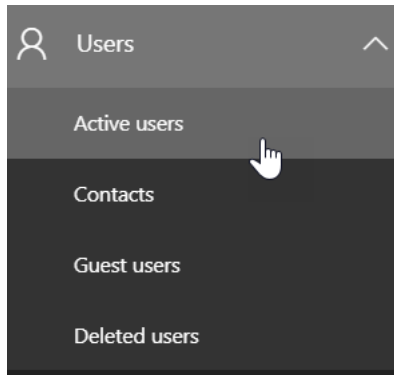 Users
Active users
Contacts
Guest users
Deleted users